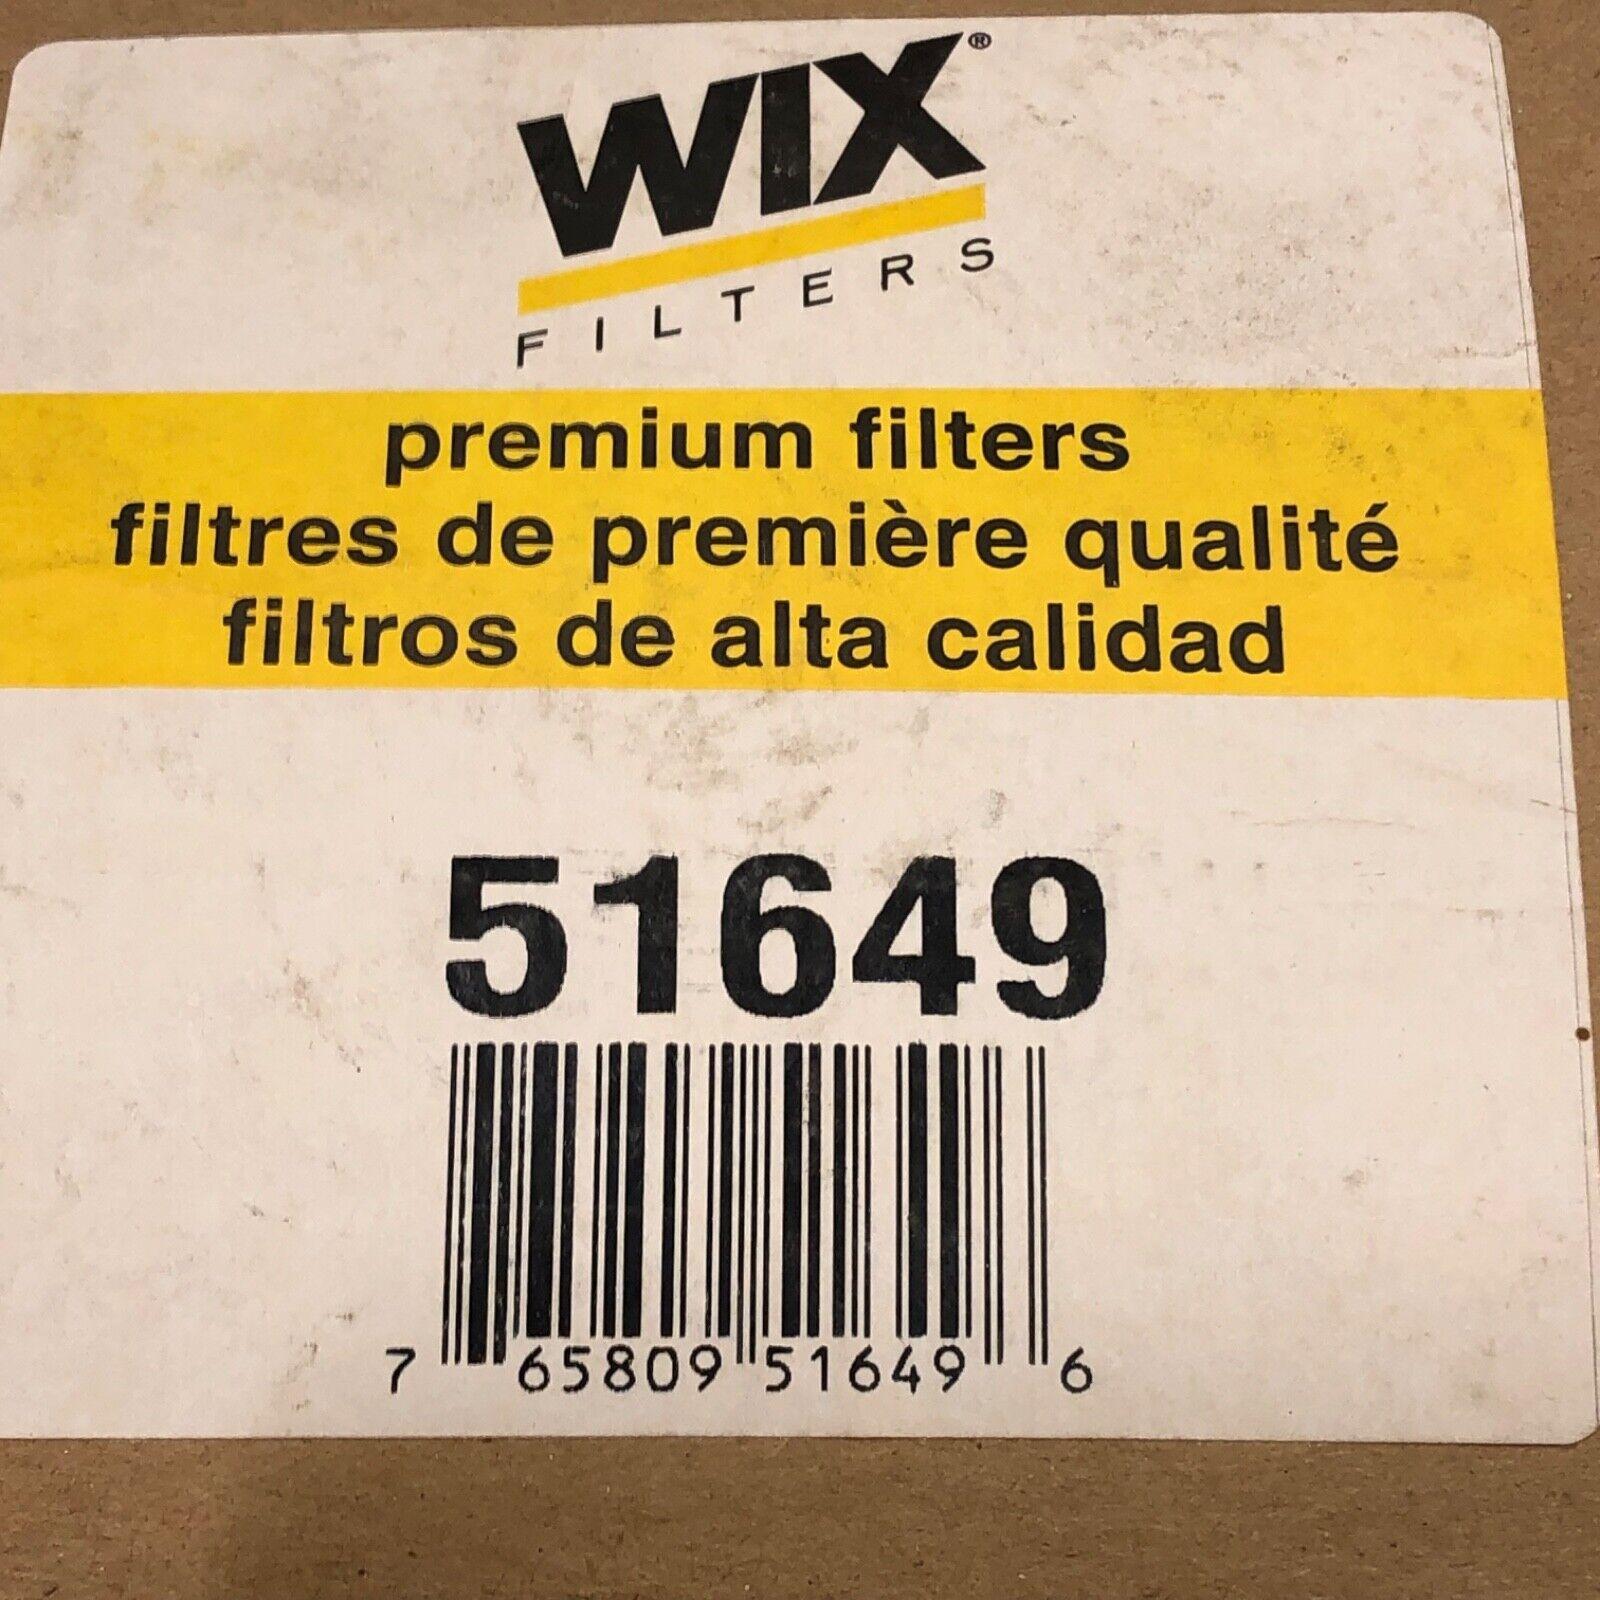 WIX®
FILTERS
premium filters
filtres de première qualité
filtros de alta calidad
51649
7 65809 51649 6